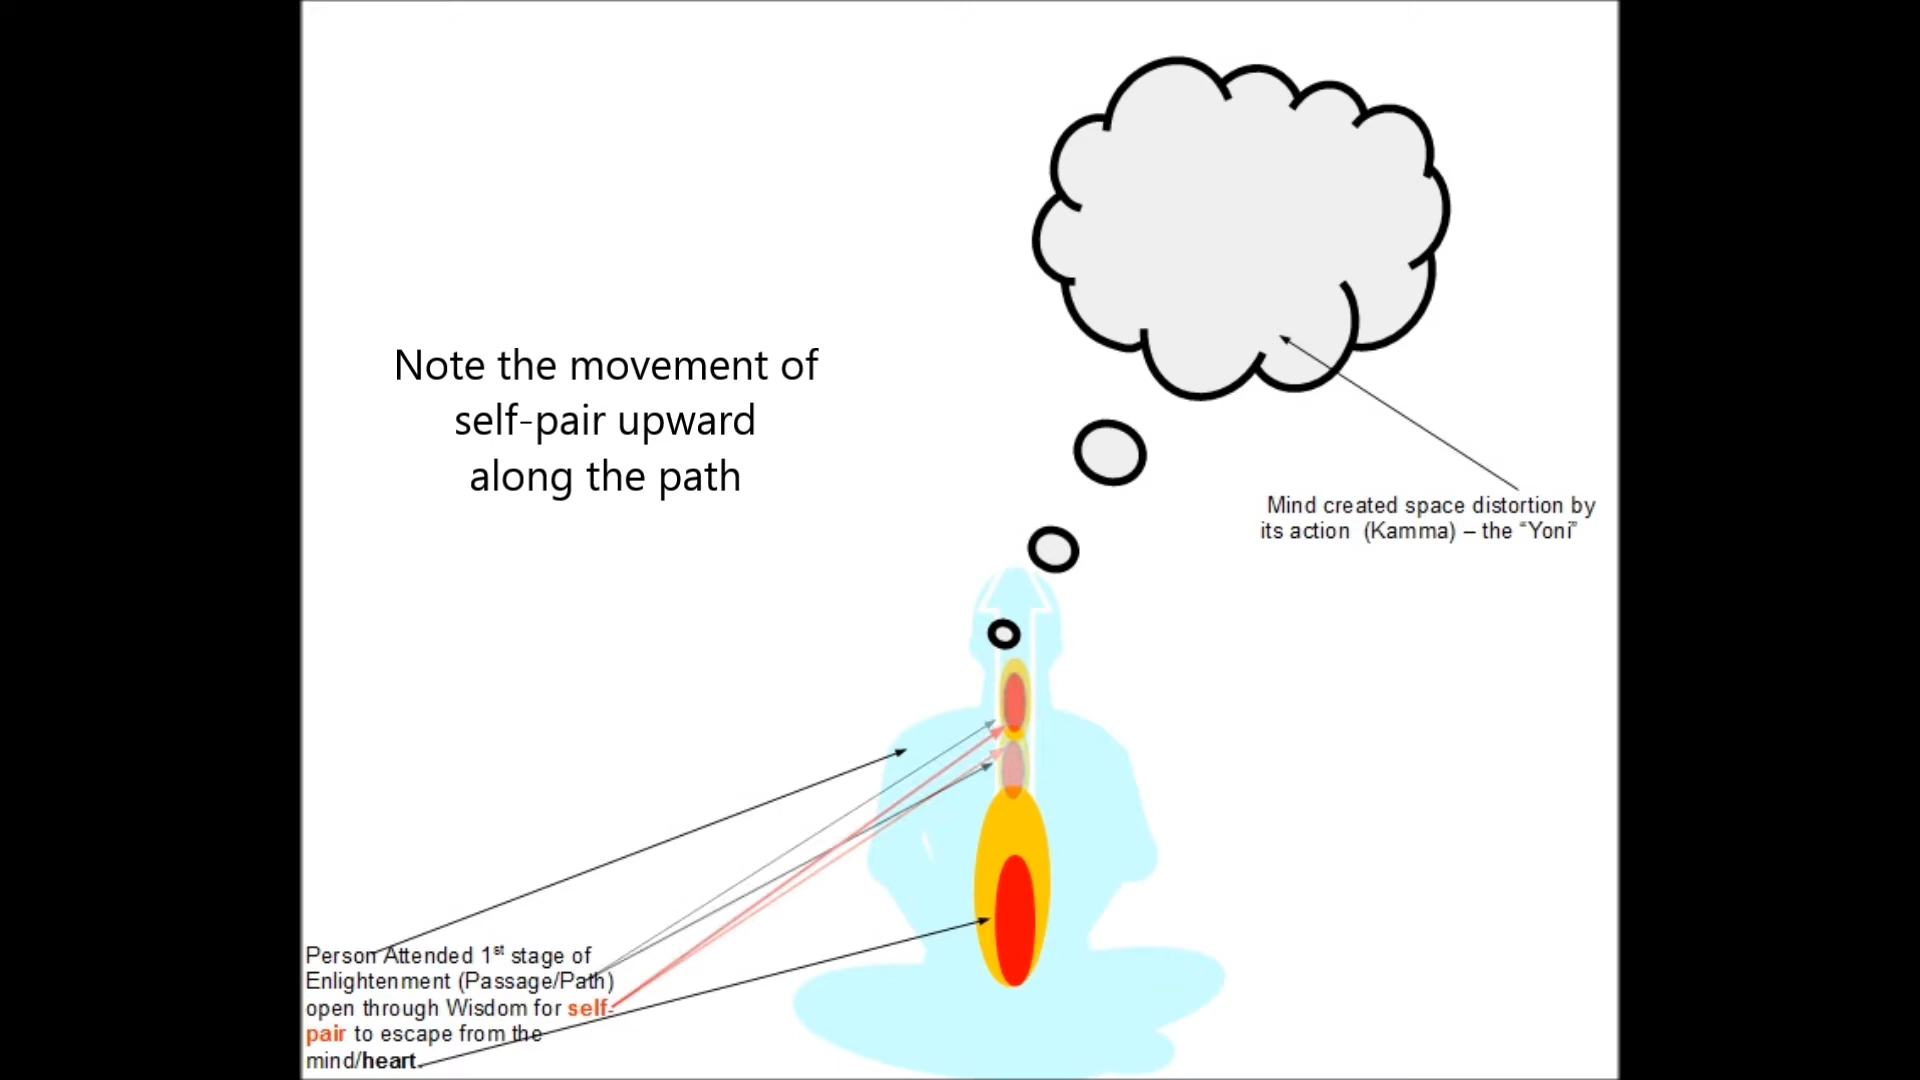 Note the movement of
self-pair upward
along the path
Mind created space distortion by
its action (Kamma) – the “Yoni”
Person Attended 1st stage of
Enlightenment (Passage/Path)
open through Wisdom for self-
pair to escape from the
mind/heart.